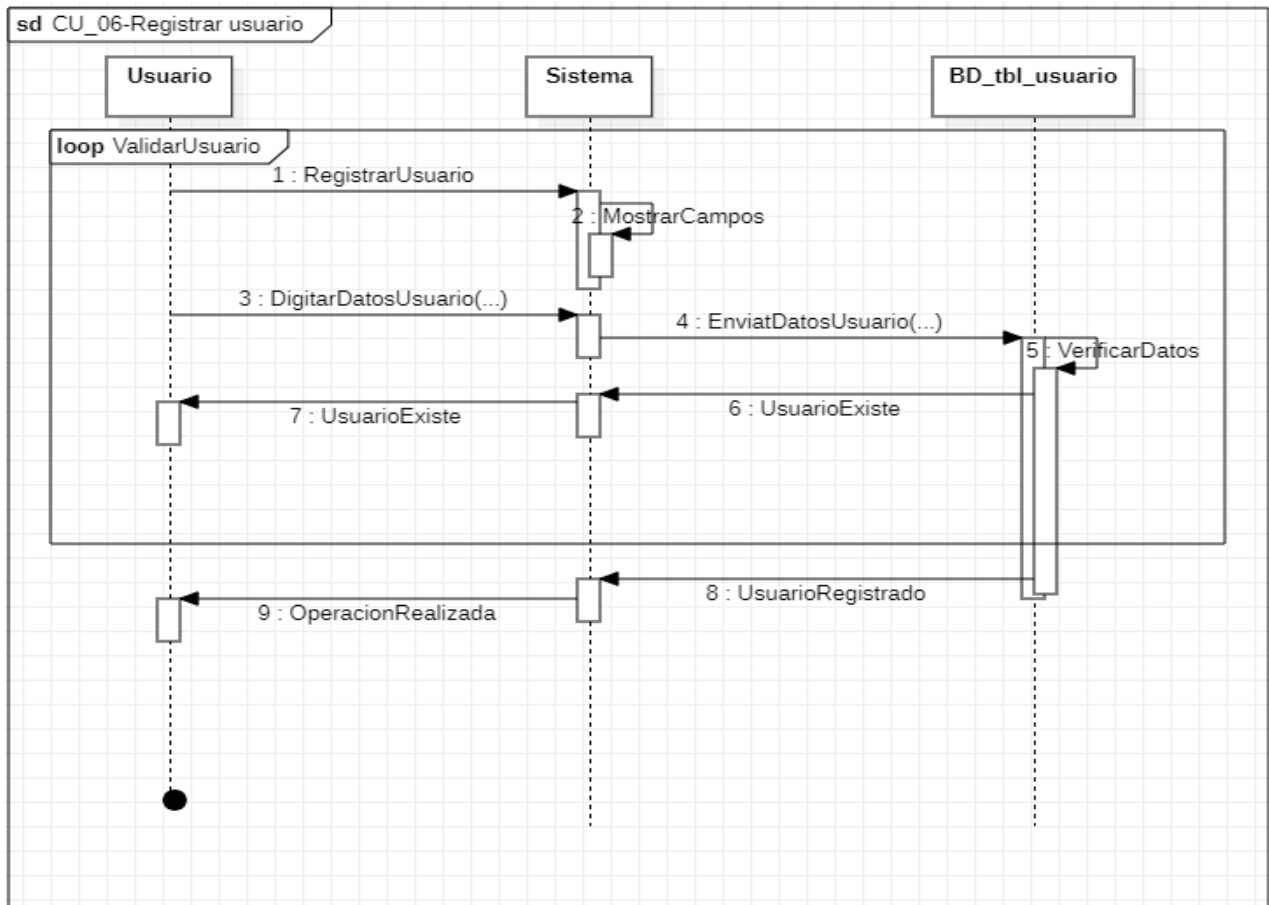 sd CU_06-Registrar usuario
Usuario
Sistema
BD_tbl_usuario
loop ValidarUsuario
1 : RegistrarUsuario
2 : MostrarCampos
3 : DigitarDatosUsuario(...)
4 : EnviatDatosUsuario(...)
5 : VerificarDatos
6 : UsuarioExiste
7 : UsuarioExiste
8 : UsuarioRegistrado
9 : OperacionRealizada